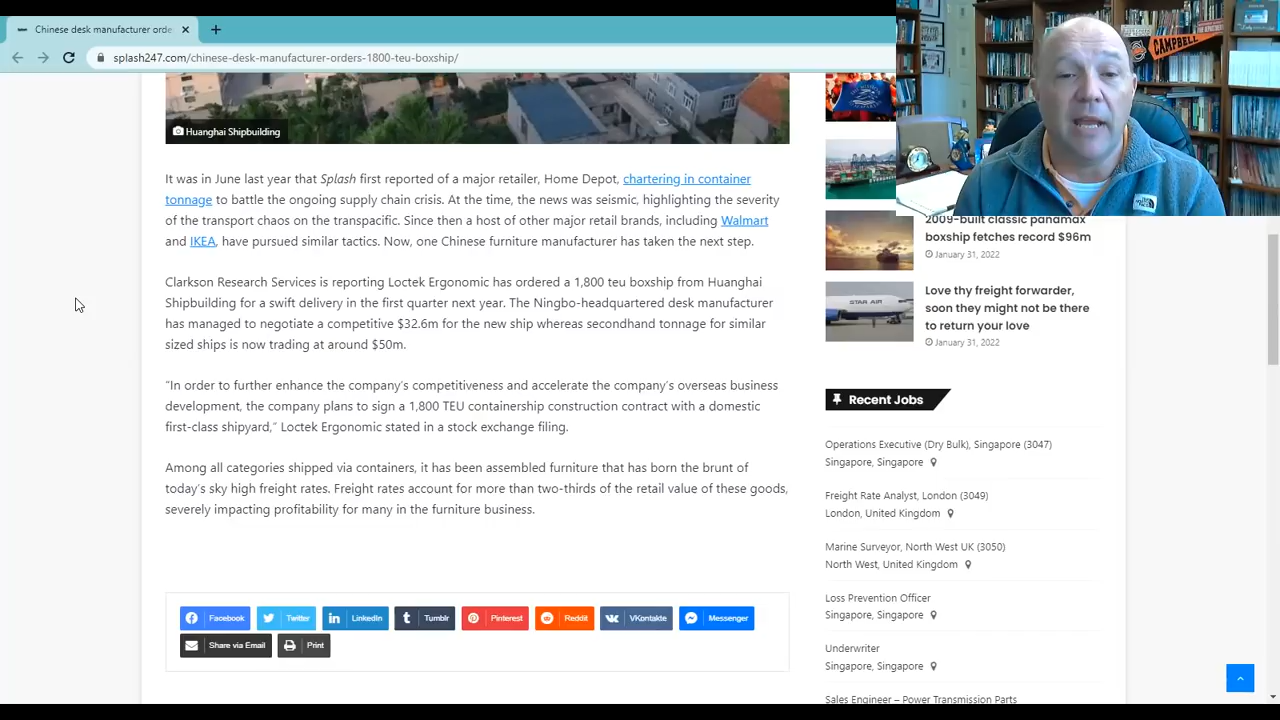 Chinese desk manufacturer orde
splash247.com/chinese-desk-manufacturer-orders-1800-teu-boxship/
CAMPBELL
Huanghai Shipbuilding
It was in June last year that Splash first reported of a major retailer, Home Depot, chartering in container
tonnage to battle the ongoing supply chain crisis. At the time, the news was seismic, highlighting the severity
of the transport chaos on the transpacific. Since then a host of other major retail brands, including Walmart
and IKEA, have pursued similar tactics. Now, one Chinese furniture manufacturer has taken the next step.
Clarkson Research Services is reporting Loctek Ergonomic has ordered a 1,800 teu boxship from Huanghai
Shipbuilding for a swift delivery in the first quarter next year. The Ningbo-headquartered desk manufacturer
has managed to negotiate a competitive $32.6m for the new ship whereas secondhand tonnage for similar
sized ships is now trading at around $50m.
“In order to further enhance the company’s competitiveness and accelerate the company’s overseas business
development, the company plans to sign a 1,800 TEU containership construction contract with a domestic
first-class shipyard,” Loctek Ergonomic stated in a stock exchange filing.
Among all categories shipped via containers, it has been assembled furniture that has born the brunt of
today’s sky high freight rates. Freight rates account for more than two-thirds of the retail value of these goods,
severely impacting profitability for many in the furniture business.
Facebook
Twitter
LinkedIn
Tumblr
Pinterest
Reddit
VKontakte
Messenger
Share via Email
Print
2009-built classic panamax
boxship fetches record $96m
January 31, 2022
STAR AIR
Love thy freight forwarder,
soon they might not be there
to return your love
January 31, 2022
Recent Jobs
Operations Executive (Dry Bulk), Singapore (3047)
Singapore, Singapore
Freight Rate Analyst, London (3049)
London, United Kingdom
Marine Surveyor, North West UK (3050)
North West, United Kingdom
Loss Prevention Officer
Singapore, Singapore
Underwriter
Singapore, Singapore
Sales Engineer – Power Transmission Parts